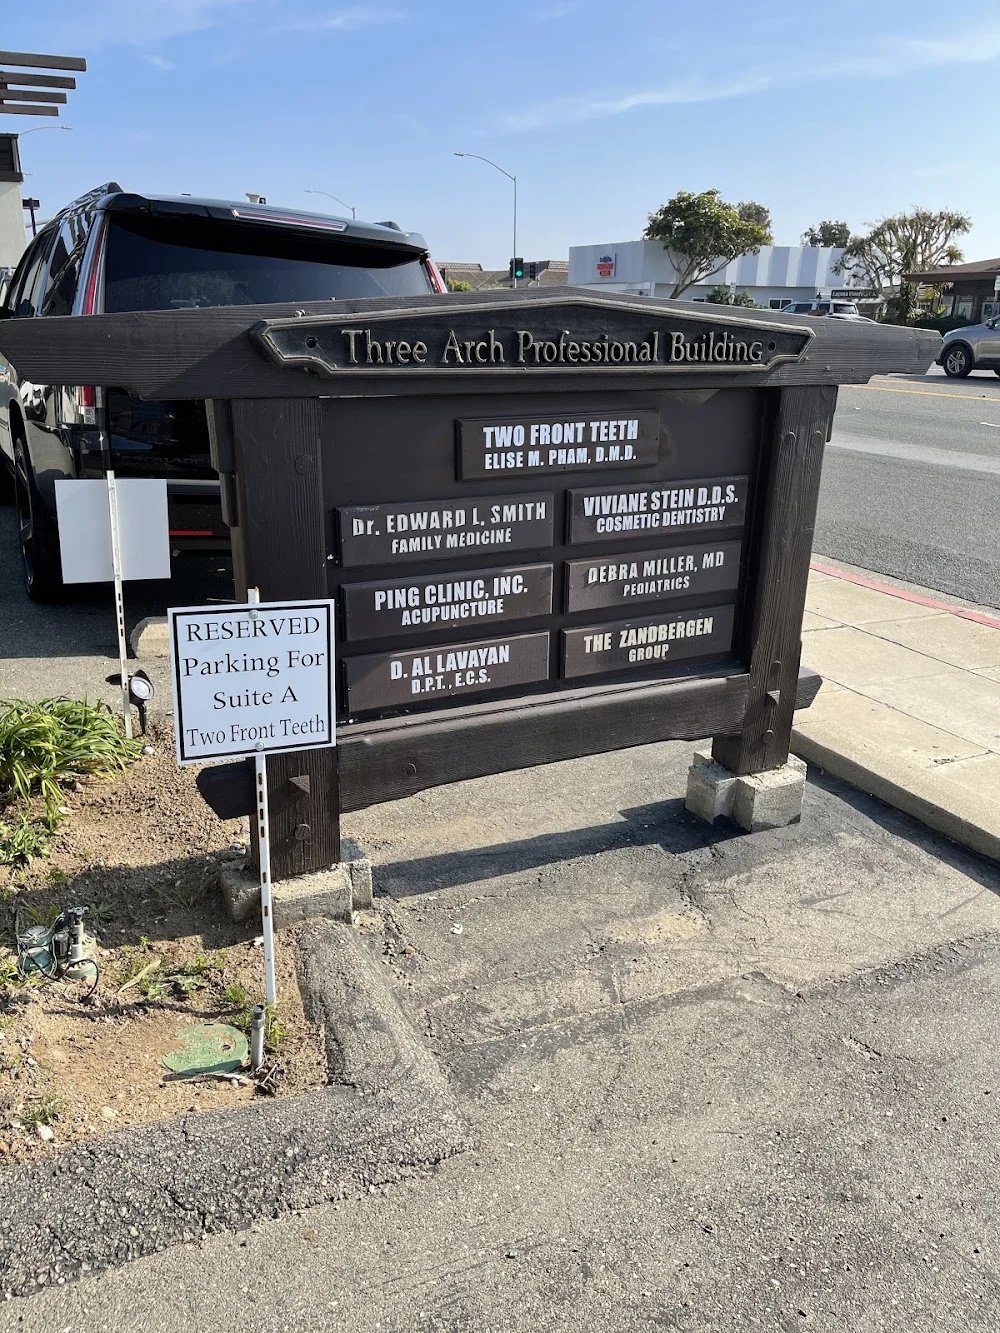 Three Arch Professional Building
TWO FRONT TEETH
ELISE M. PHAM, D.M.D.
Dr. EDWARD L. SMITH
FAMILY MEDICINE
VIVIANE STEIN D.D.S.
COSMETIC DENTISTRY
PING CLINIC, INC.
ACUPUNCTURE
DEBRA MILLER, MD
PEDIATRICS
D. AL LAVAYAN
D.P.T., E.C.S.
THE ZANDBERGEN
GROUP
RESERVED
Parking For
Suite A
Two Front Teeth